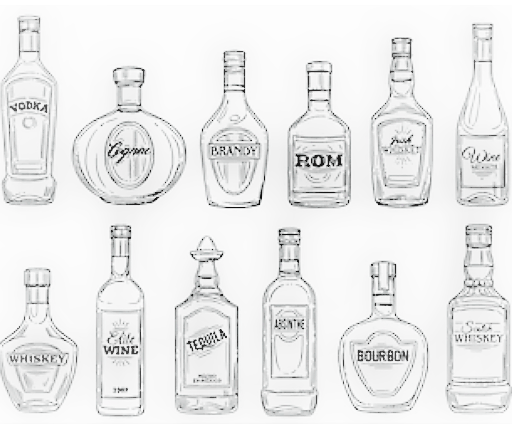 VODKA
Cognac
BRANDY
ROM
Irish
WHISKEY
Wine
WHISKEY
Elite
WINE
TEQUILA
ABSINTHE
BOURBON
Scotch
WHISKEY